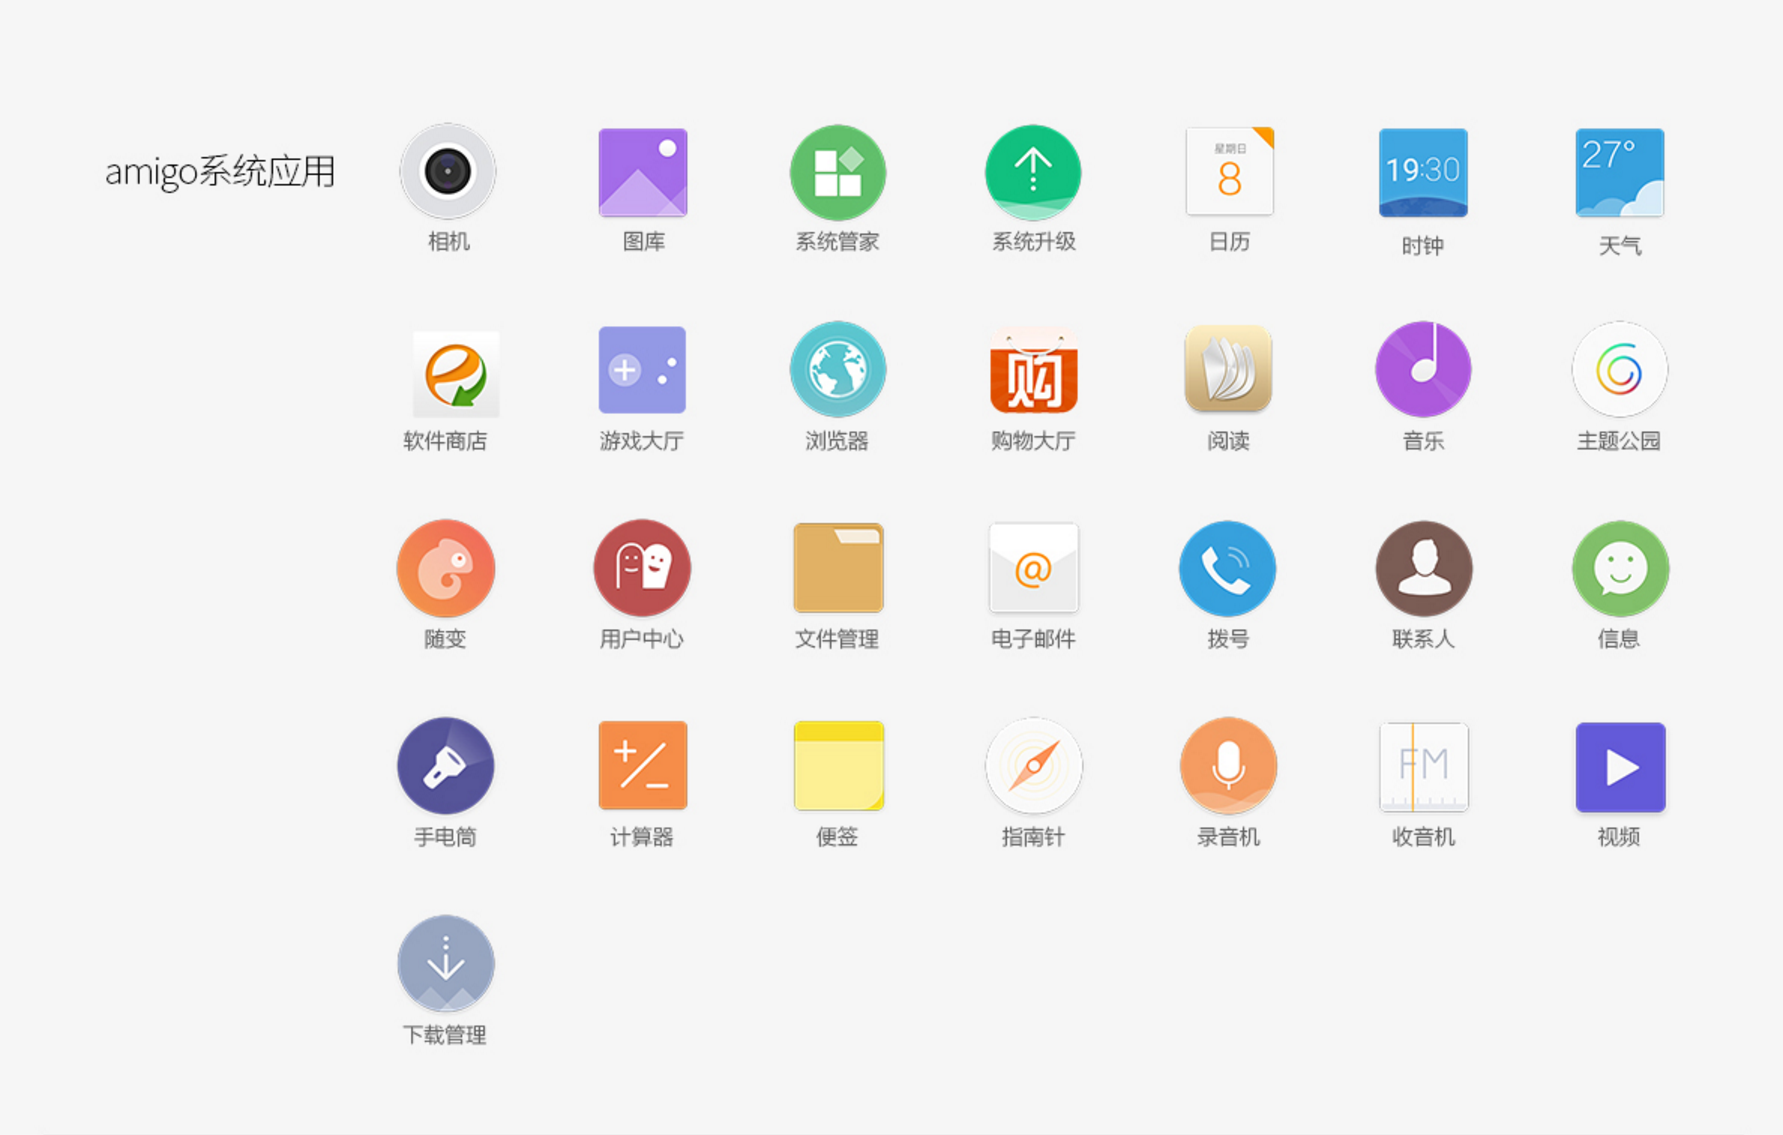 amigo系统应用
星期日
8
19:30
27°
相机
图库
系统管家
系统升级
日历
时钟
天气
购
软件商店
游戏大厅
浏览器
购物大厅
阅读
音乐
主题公园
@
随变
用户中心
文件管理
电子邮件
拨号
联系人
信息
FM
手电筒
计算器
便签
指南针
录音机
收音机
视频
下载管理